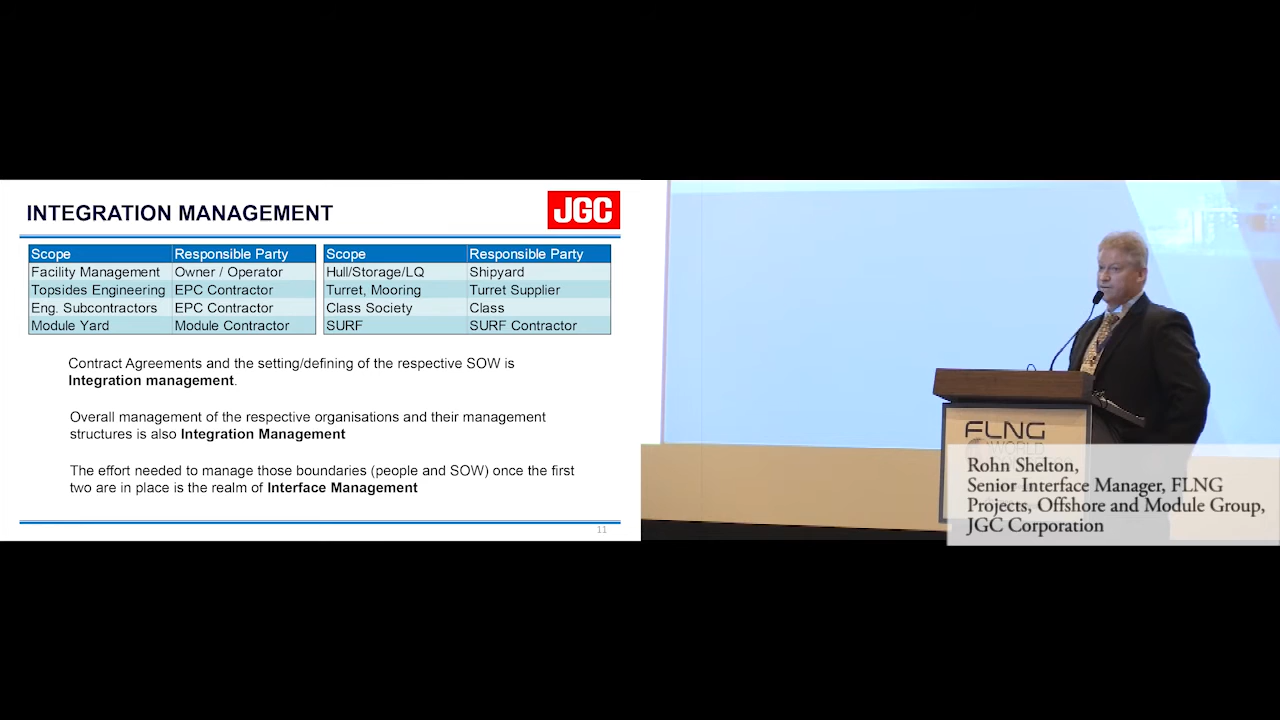 INTEGRATION MANAGEMENT
JGC
Scope Responsible Party Scope Responsible Party
Facility Management Owner / Operator Hull/Storage/LQ Shipyard
Topsides Engineering EPC Contractor Turret, Mooring Turret Supplier
Eng. Subcontractors EPC Contractor Class Society Class
Module Yard Module Contractor SURF SURF Contractor
Contract Agreements and the setting/defining of the respective SOW is
Integration management.
Overall management of the respective organisations and their management
structures is also Integration Management
The effort needed to manage those boundaries (people and SOW) once the first
two are in place is the realm of Interface Management
11
FLNG
WORLD
Rohn Shelton,
Senior Interface Manager, FLNG
Projects, Offshore and Module Group,
JGC Corporation